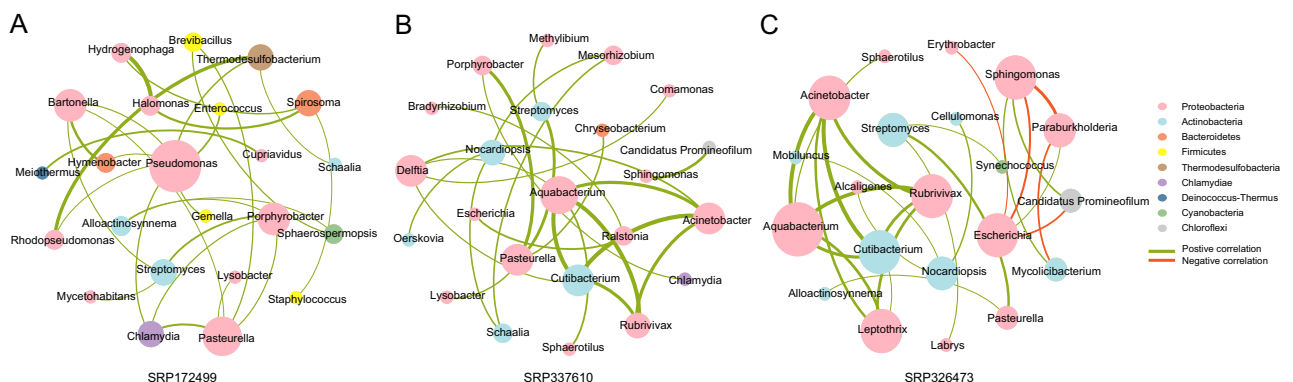 A
Brevibacillus
Hydrogenophaga
Thermodesulfobacterium
Bartonella
Halomonas
Enterococcus
Spirosoma
Hymenobacter
Pseudomonas
Cupriavidus
Schaalia
Meiothermus
Alloactinosynnema
Gemella
Porphyrobacter
Sphaerospermopsis
Rhodopseudomonas
Streptomyces
Lysobacter
Mycetohabitans
Staphylococcus
Chlamydia
Pasteurella
SRP172499
B
Methylibium
Mesorhizobium
Porphyrobacter
Comamonas
Bradyrhizobium
Streptomyces
Chryseobacterium
Nocardiopsis
Candidatus Promineofilum
Delftia
Sphingomonas
Aquabacterium
Escherichia
Acinetobacter
Oerskovia
Ralstonia
Pasteurella
Cutibacterium
Chlamydia
Lysobacter
Schaalia
Rubrivivax
Sphaerotilus
SRP337610
C
Erythrobacter
Sphaerotilus
Sphingomonas
Acinetobacter
Cellulomonas
Streptomyces
Paraburkholderia
Mobiluncus
Synechococcus
Alcaligenes
Rubrivivax
Candidatus Promineofilum
Aquabacterium
Escherichia
Cutibacterium
Nocardiopsis
Mycolicibacterium
Alloactinosynnema
Leptothrix
Pasteurella
Labrys
SRP326473
Proteobacteria
Actinobacteria
Bacteroidetes
Firmicutes
Thermodesulfobacteria
Chlamydiae
Deinococcus-Thermus
Cyanobacteria
Chloroflexi
Postive correlation
Negative correlation